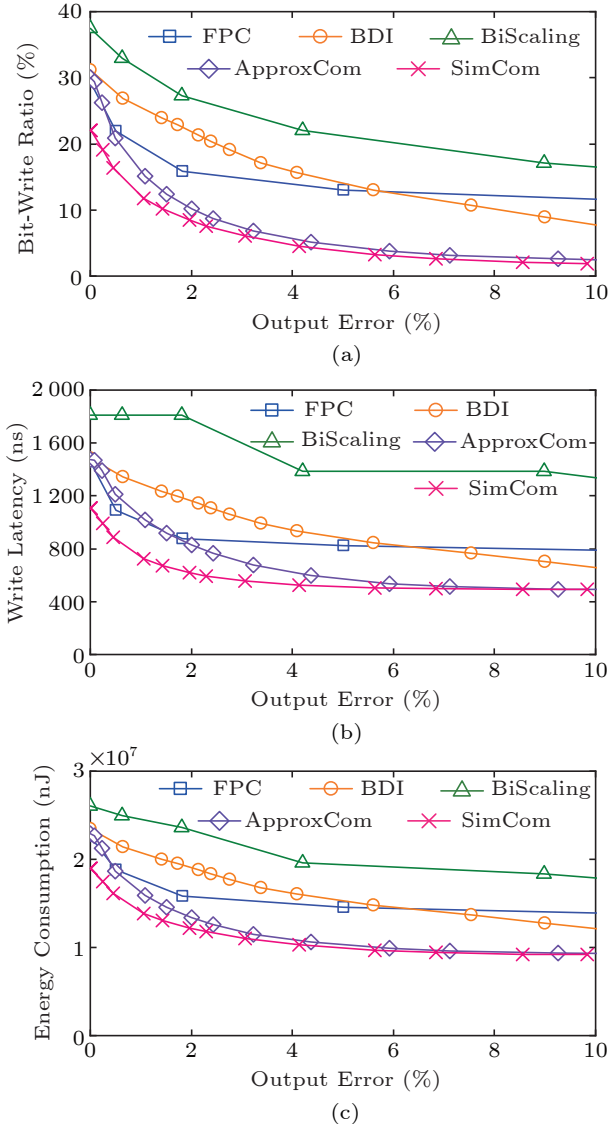 40
30
20
10
0
Bit-Write Ratio (%)
FPC BDI BiScaling
ApproxCom SimCom
0 2 4 6 8 10
Output Error (%)
(a)
2 000
1 600
1 200
800
400
0
Write Latency (ns)
FPC BDI
BiScaling ApproxCom
SimCom
0 2 4 6 8 10
Output Error (%)
(b)
×10⁷
3
2
1
0
Energy Consumption (nJ)
FPC BDI BiScaling
ApproxCom SimCom
0 2 4 6 8 10
Output Error (%)
(c)